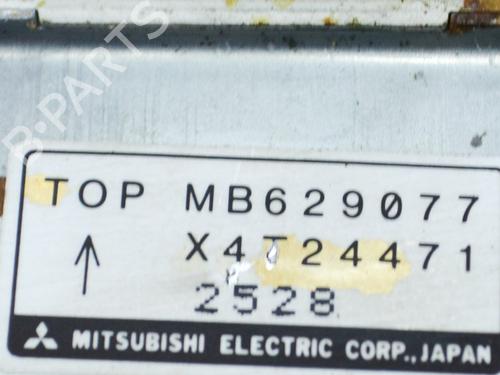 B-PARTS
TOP MB629077
↑ X4T24471
2528
MITSUBISHI ELECTRIC CORP., JAPAN